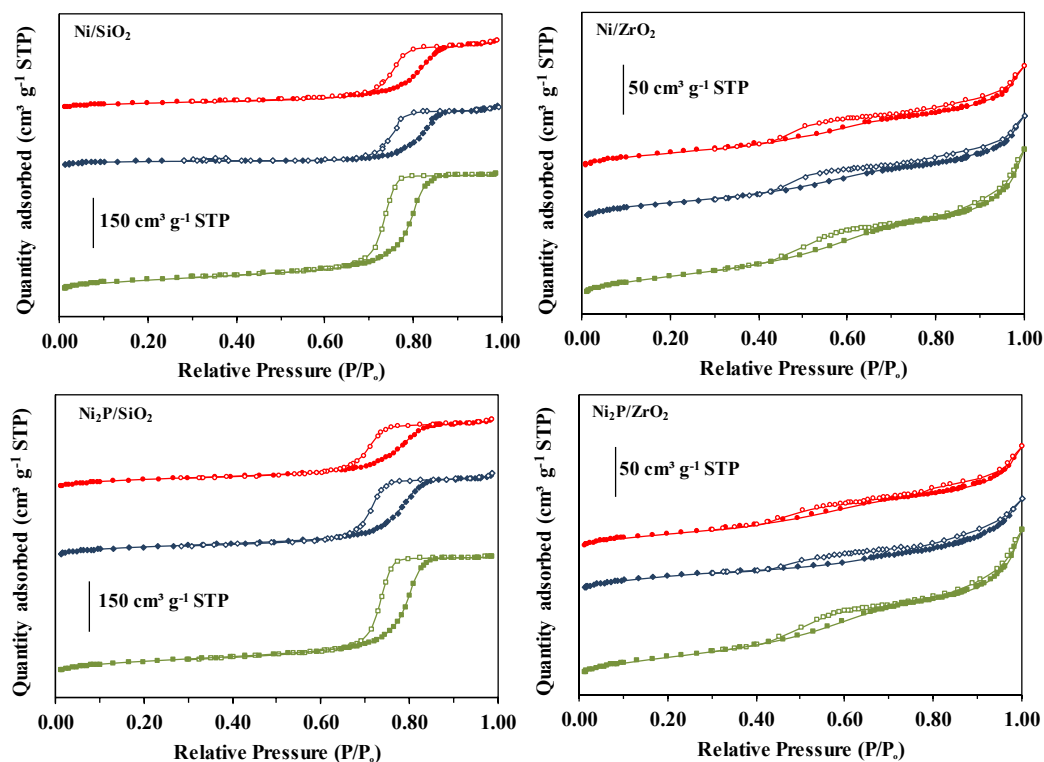 Ni/SiO₂
150 cm³ g⁻¹ STP
Quantity adsorbed (cm³ g⁻¹ STP)
0.00 0.20 0.40 0.60 0.80 1.00
Relative Pressure (P/Pₒ)
Ni/ZrO₂
50 cm³ g⁻¹ STP
Quantity adsorbed (cm³ g⁻¹ STP)
0.00 0.20 0.40 0.60 0.80 1.00
Relative Pressure (P/Pₒ)
Ni₂P/SiO₂
150 cm³ g⁻¹ STP
Quantity adsorbed (cm³ g⁻¹ STP)
0.00 0.20 0.40 0.60 0.80 1.00
Relative Pressure (P/Pₒ)
Ni₂P/ZrO₂
50 cm³ g⁻¹ STP
Quantity adsorbed (cm³ g⁻¹ STP)
0.00 0.20 0.40 0.60 0.80 1.00
Relative Pressure (P/Pₒ)